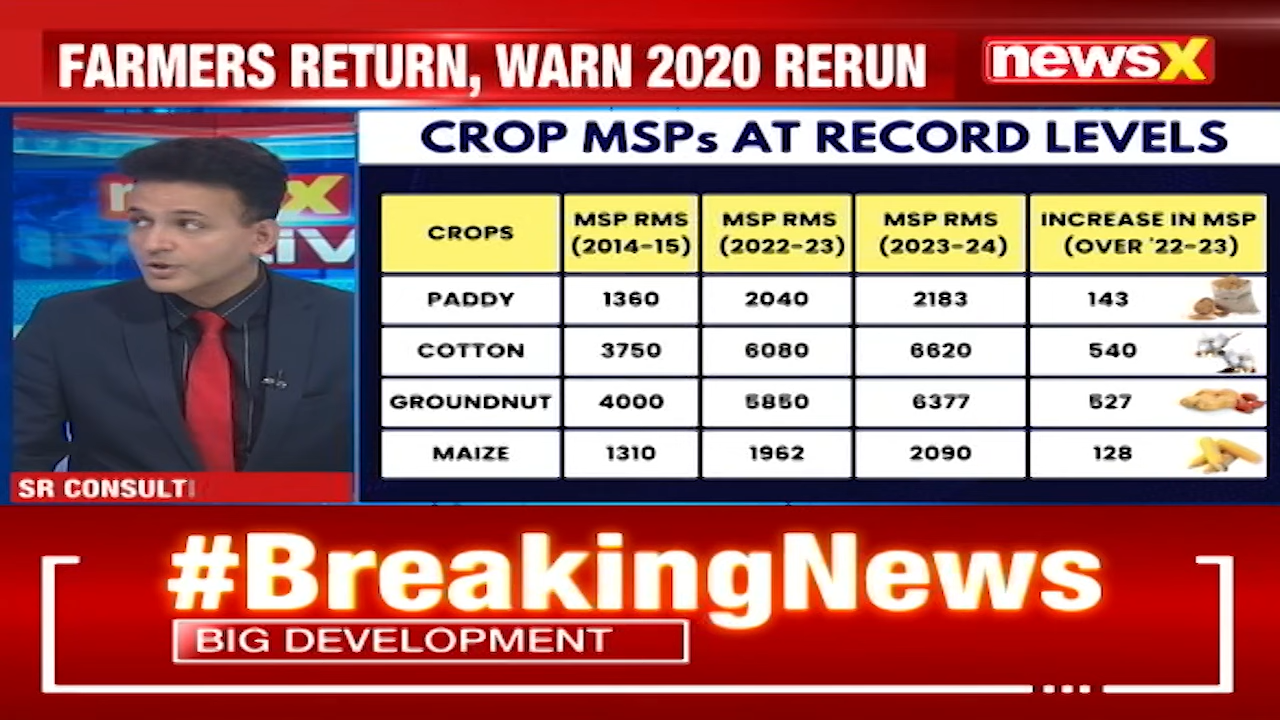 FARMERS RETURN, WARN 2020 RERUN
newsX
CROP MSPs AT RECORD LEVELS
CROPS
MSP RMS
(2014-15)
MSP RMS
(2022-23)
MSP RMS
(2023-24)
INCREASE IN MSP
(OVER '22-23)
PADDY 1360 2040 2183 143
COTTON 3750 6080 6620 540
GROUNDNUT 4000 5850 6377 527
MAIZE 1310 1962 2090 128
SR CONSULTI
#BreakingNews
BIG DEVELOPMENT